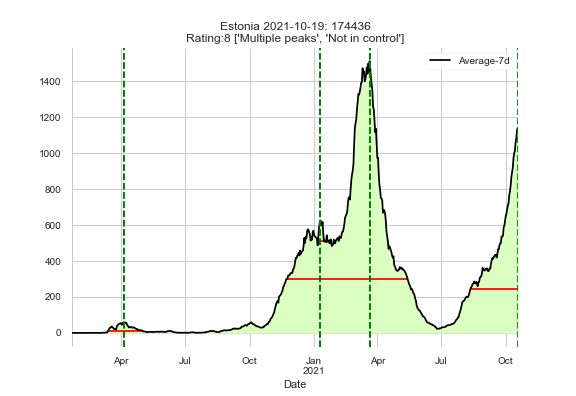 Estonia 2021-10-19: 174436
Rating:8 ['Multiple peaks', 'Not in control']
Average-7d
1400
1200
1000
800
600
400
200
0
Apr Jul Oct Jan Apr Jul Oct
2021
Date